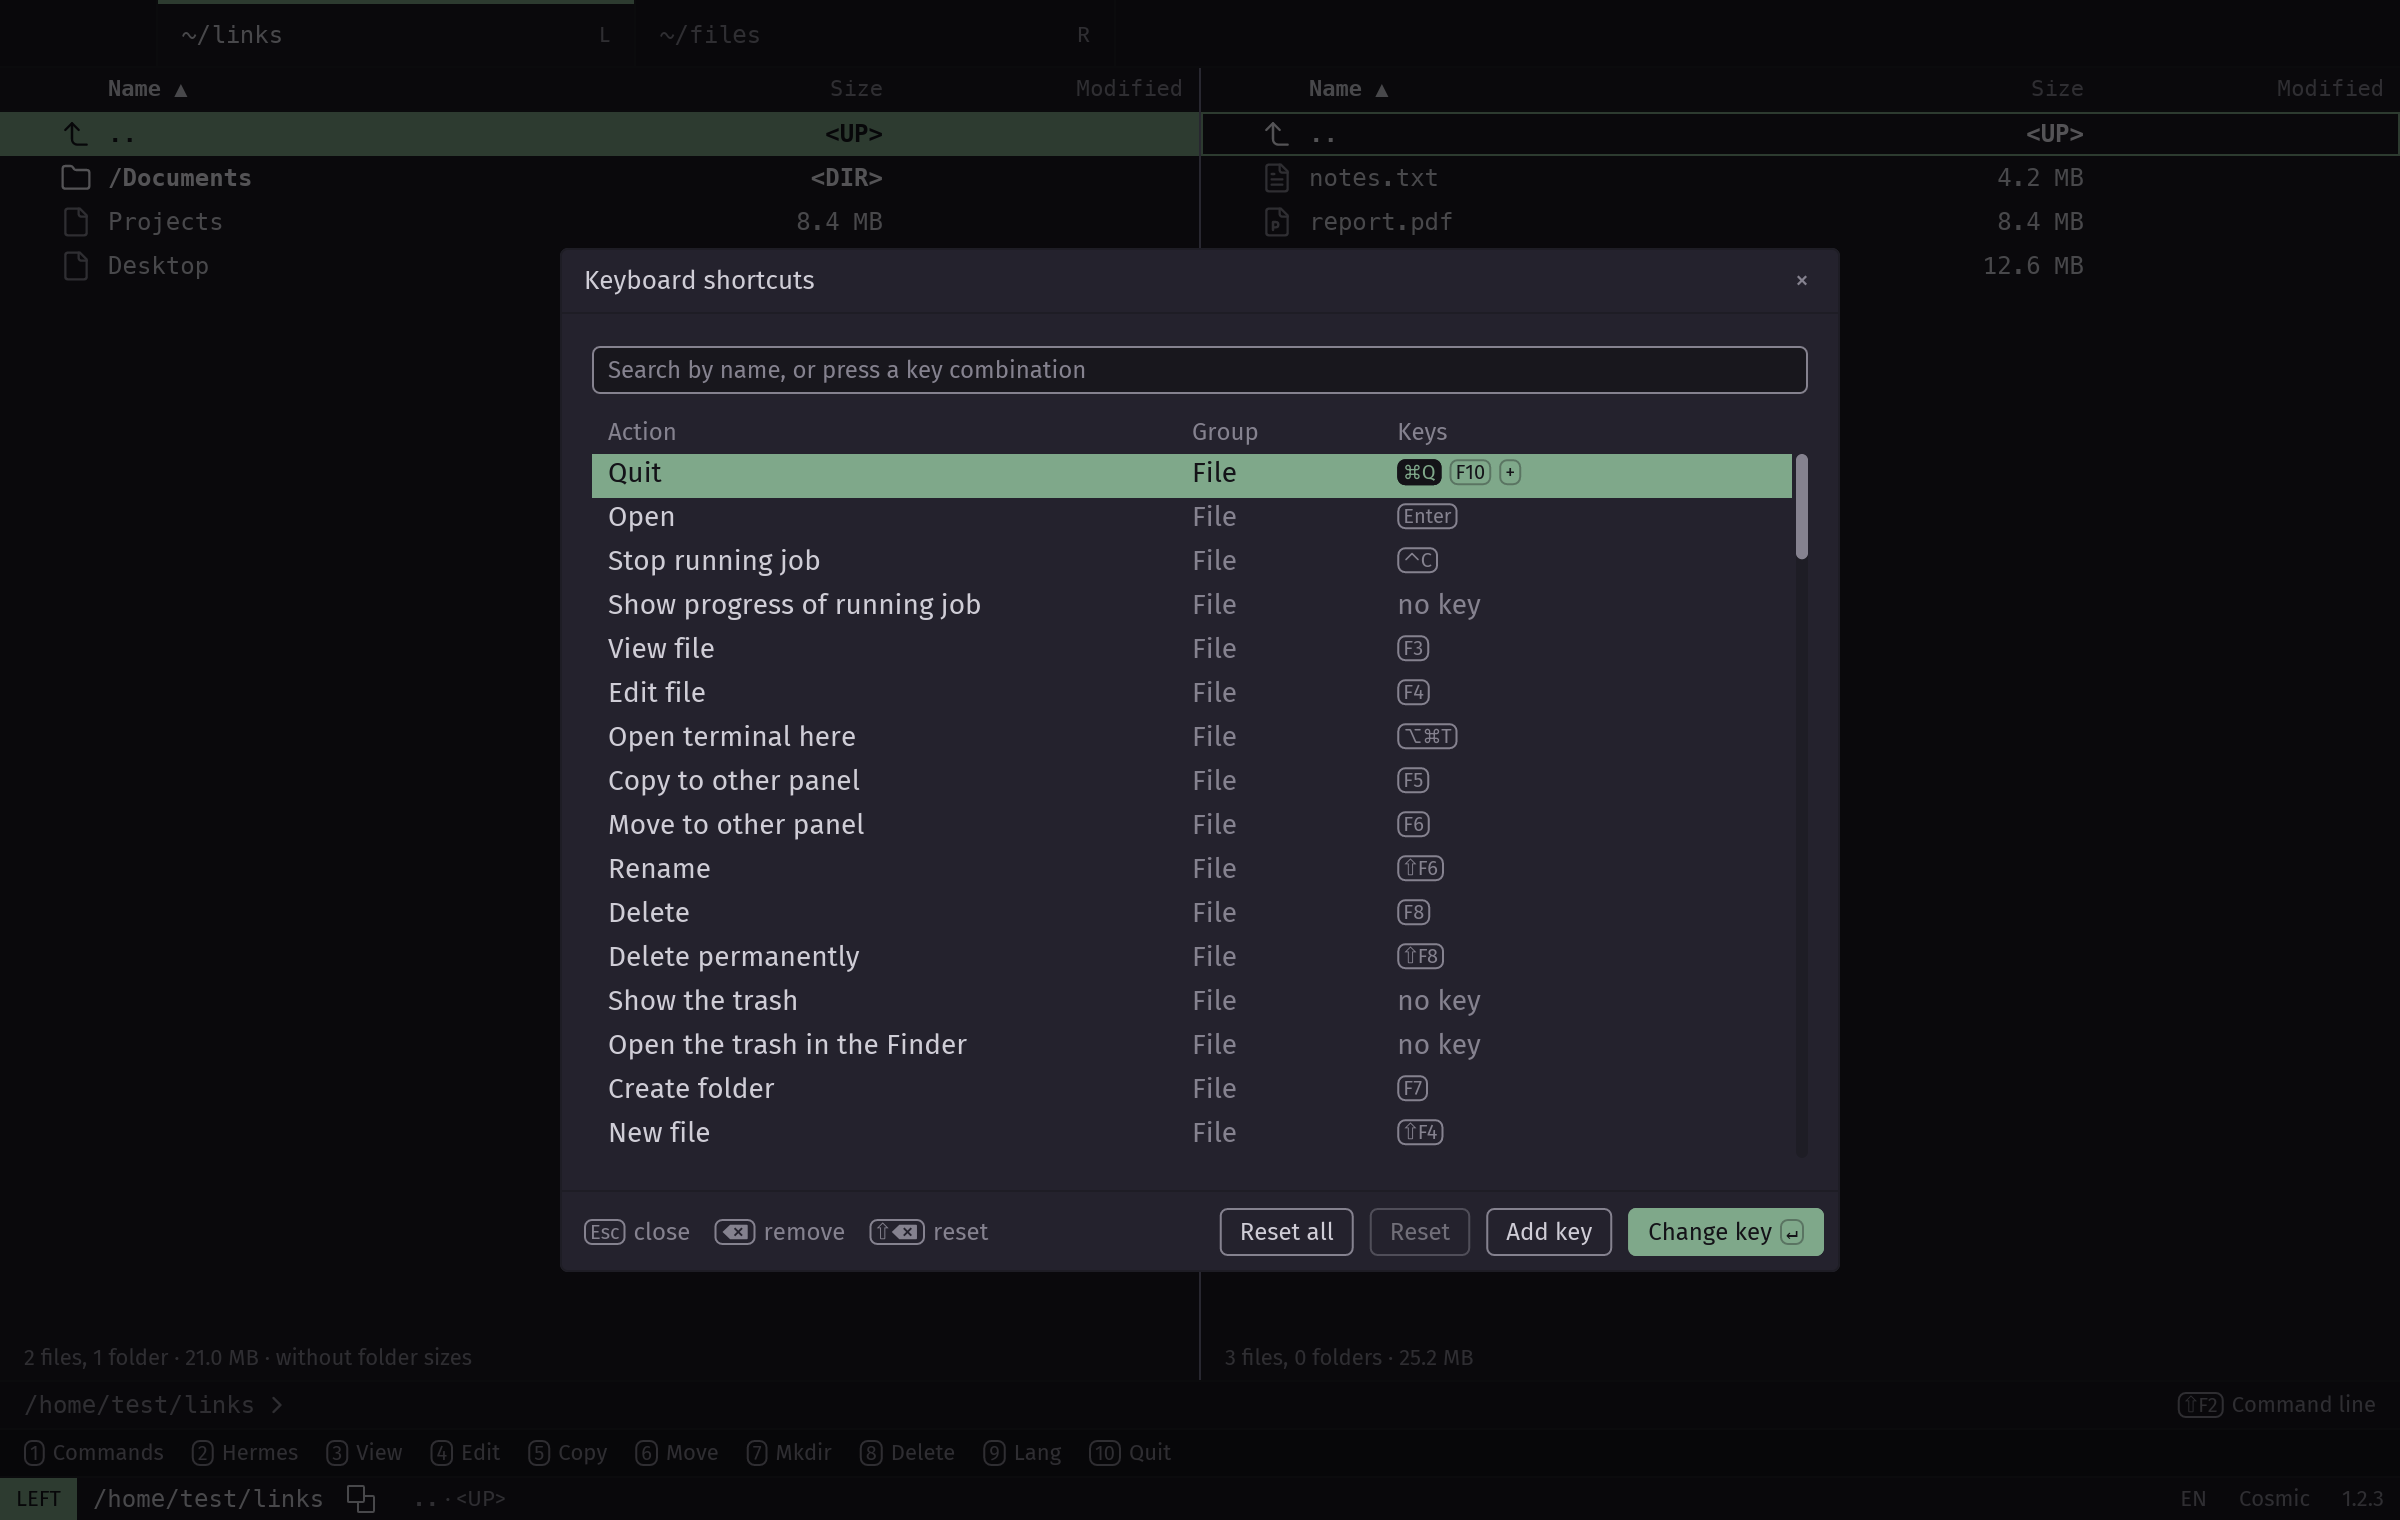 ~/links L ~/files R
Name ▲ Size Modified Name ▲ Size Modified
.. <UP> .. <UP>
/Documents <DIR> notes.txt 4.2 MB
Projects 8.4 MB report.pdf 8.4 MB
Desktop 12.6 MB
Keyboard shortcuts ×
Search by name, or press a key combination
Action Group Keys
Quit File ⌘Q F10 +
Open File Enter
Stop running job File ^C
Show progress of running job File no key
View file File F3
Edit file File F4
Open terminal here File ⌥⌘T
Copy to other panel File F5
Move to other panel File F6
Rename File ⇧F6
Delete File F8
Delete permanently File ⇧F8
Show the trash File no key
Open the trash in the Finder File no key
Create folder File F7
New file File ⇧F4
Esc close ⌫ remove ⇧⌫ reset Reset all Reset Add key Change key ↵
2 files, 1 folder · 21.0 MB · without folder sizes 3 files, 0 folders · 25.2 MB
/home/test/links > ⇧F2 Command line
1 Commands 2 Hermes 3 View 4 Edit 5 Copy 6 Move 7 Mkdir 8 Delete 9 Lang 10 Quit
LEFT /home/test/links .. · <UP> EN Cosmic 1.2.3